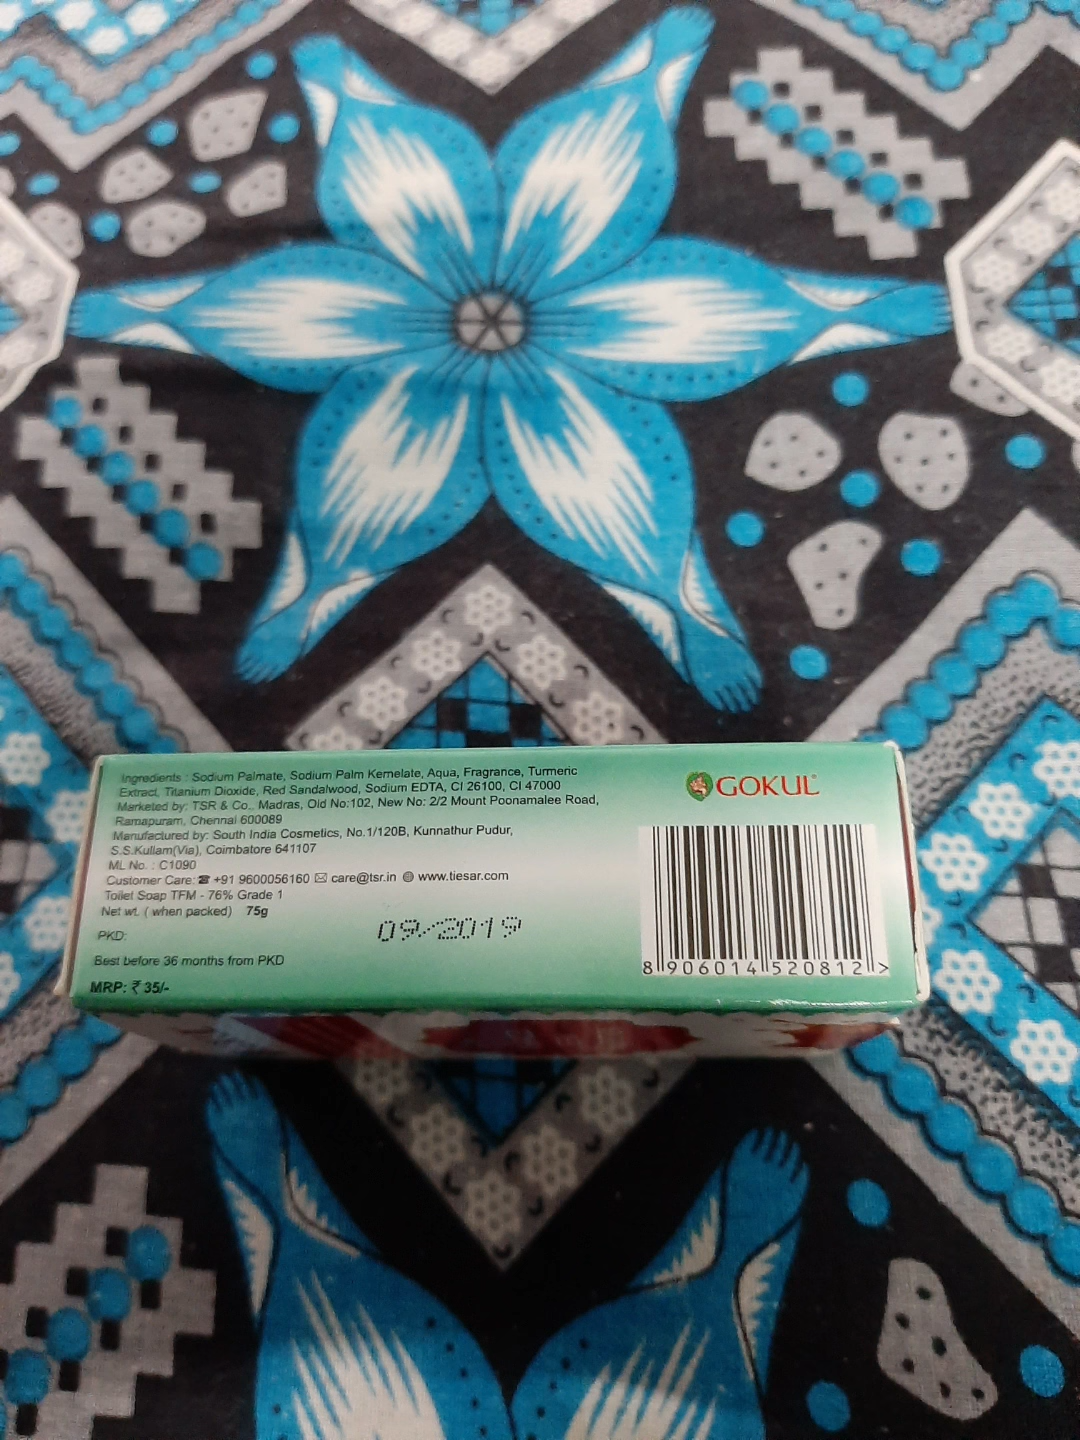 Ingredients : Sodium Palmate, Sodium Palm Kernelate, Aqua, Fragrance, Turmeric
Extract, Titanium Dioxide, Red Sandalwood, Sodium EDTA, CI 26100, CI 47000
Marketed by: TSR & Co., Madras, Old No:102, New No: 2/2 Mount Poonamalee Road,
Ramapuram, Chennai 600089
Manufactured by: South India Cosmetics, No.1/120B, Kunnathur Pudur,
S.S.Kullam(Via), Coimbatore 641107
ML No. : C1090
Customer Care: ☎ +91 9600056160 ✉ care@tsr.in www.tiesar.com
Toilet Soap TFM - 76% Grade 1
Net wt. ( when packed) 75g
PKD: 09/2019
Best before 36 months from PKD
MRP: ₹ 35/-
GOKUL®
8 906014 520812 >